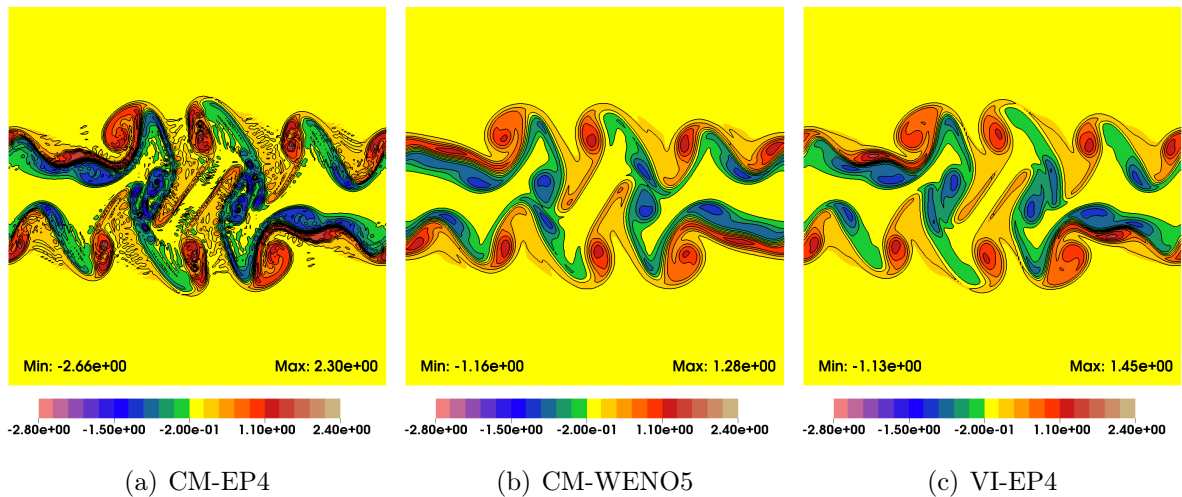 Min: -2.66e+00 Max: 2.30e+00
Min: -1.16e+00 Max: 1.28e+00
Min: -1.13e+00 Max: 1.45e+00
-2.80e+00 -1.50e+00 -2.00e-01 1.10e+00 2.40e+00
-2.80e+00 -1.50e+00 -2.00e-01 1.10e+00 2.40e+00
-2.80e+00 -1.50e+00 -2.00e-01 1.10e+00 2.40e+00
(a) CM-EP4
(b) CM-WENO5
(c) VI-EP4